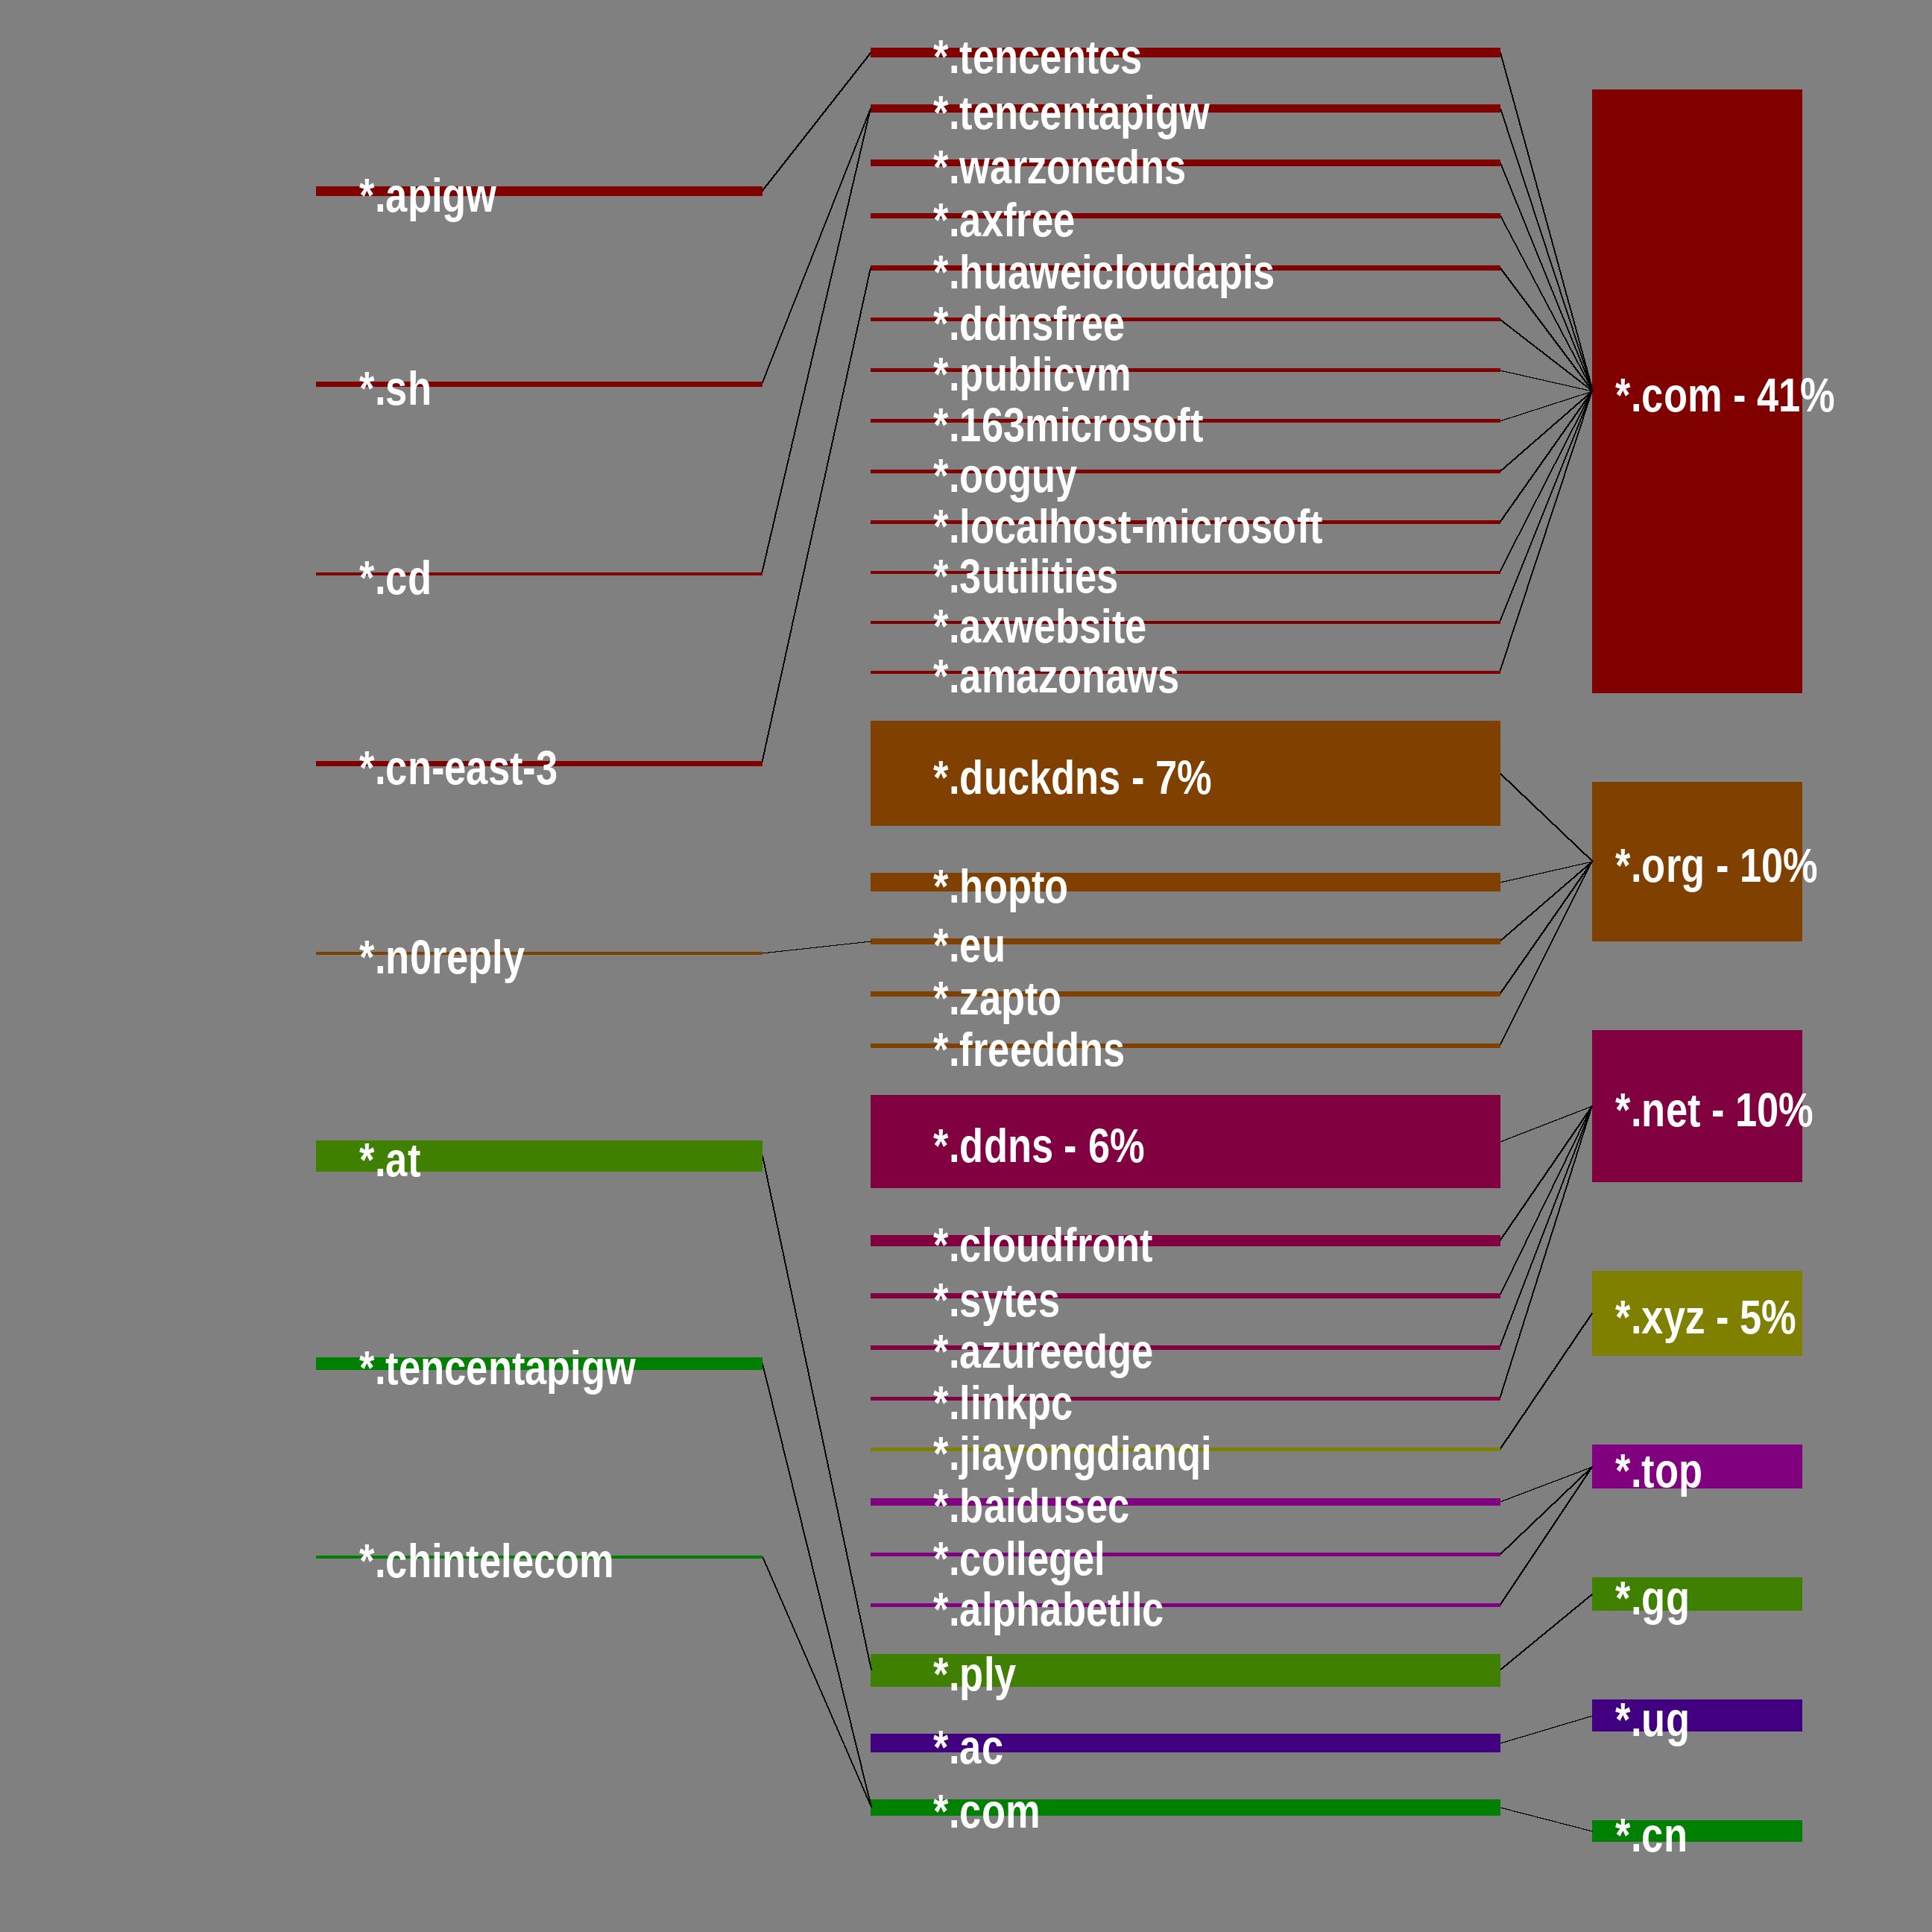 *.apigw
*.sh
*.cd
*.cn-east-3
*.n0reply
*.at
*.tencentapigw
*.chintelecom
*.tencentcs
*.tencentapigw
*.warzonedns
*.axfree
*.huaweicloudapis
*.ddnsfree
*.publicvm
*.163microsoft
*.ooguy
*.localhost-microsoft
*.3utilities
*.axwebsite
*.amazonaws
*.duckdns - 7%
*.hopto
*.eu
*.zapto
*.freeddns
*.ddns - 6%
*.cloudfront
*.sytes
*.azureedge
*.linkpc
*.jiayongdianqi
*.baidusec
*.collegel
*.alphabetllc
*.ply
*.ac
*.com
*.com - 41%
*.org - 10%
*.net - 10%
*.xyz - 5%
*.top
*.gg
*.ug
*.cn